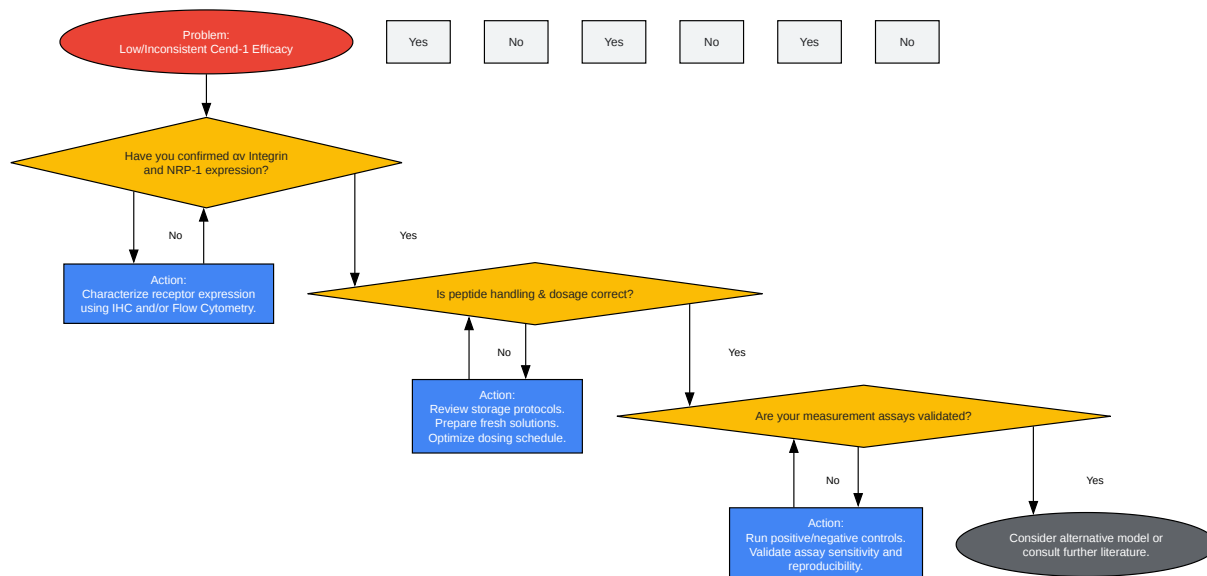 Problem:
Low/Inconsistent Cend-1 Efficacy
Yes
No
Yes
No
Yes
No
Have you confirmed αv Integrin
and NRP-1 expression?
No
Yes
Action:
Characterize receptor expression
using IHC and/or Flow Cytometry.
Is peptide handling & dosage correct?
No
Yes
Action:
Review storage protocols.
Prepare fresh solutions.
Optimize dosing schedule.
Are your measurement assays validated?
No
Yes
Action:
Run positive/negative controls.
Validate assay sensitivity and
reproducibility.
Consider alternative model or
consult further literature.